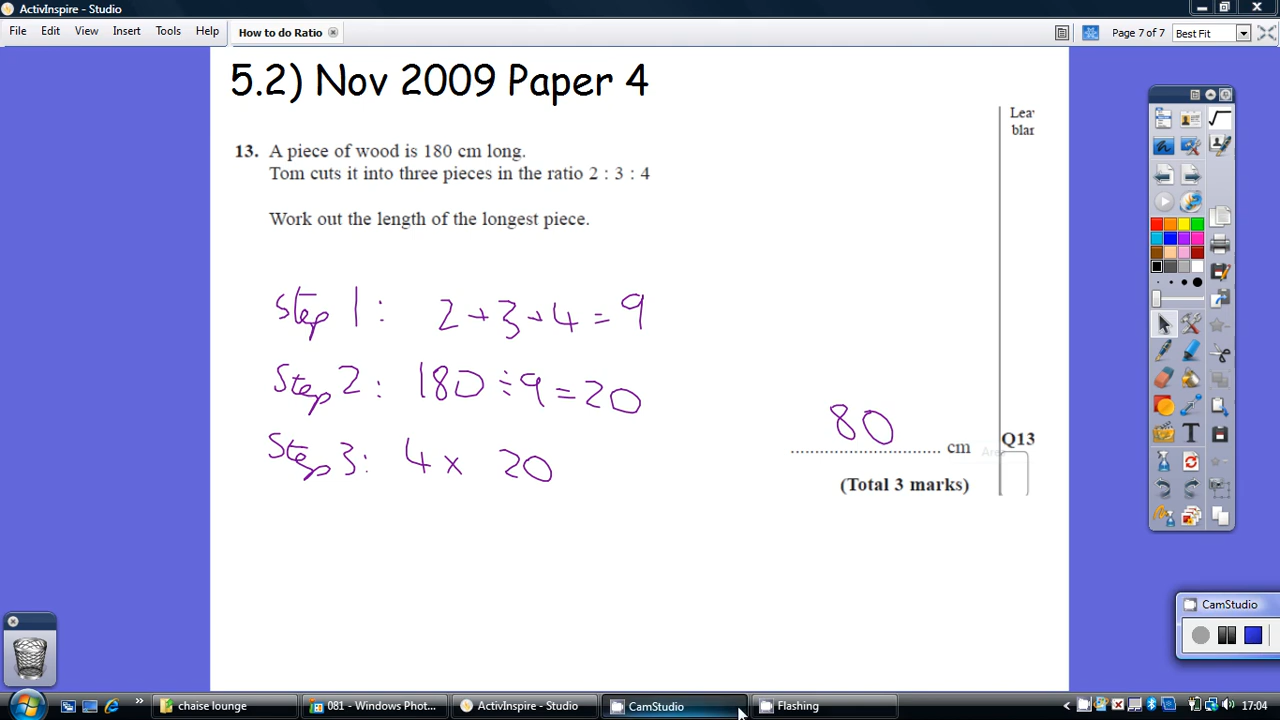 ActivInspire - Studio
File Edit View Insert Tools Help
How to do Ratio
Page 7 of 7
Best Fit
5.2) Nov 2009 Paper 4
Lea
blan
13. A piece of wood is 180 cm long.
Tom cuts it into three pieces in the ratio 2 : 3 : 4
Work out the length of the longest piece.
Step 1: 2+3+4=9
Step 2: 180÷9=20
Step 3: 4x 20
80
cm
Q13
(Total 3 marks)
CamStudio
» chaise lounge
081 - Windows Phot...
ActivInspire - Studio
CamStudio
Flashing
< 17:04